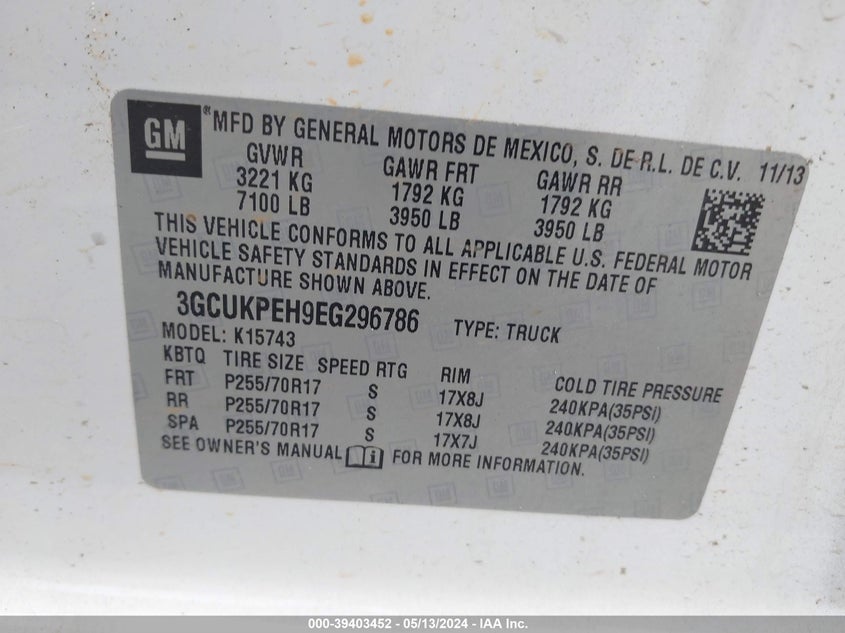 GM ® MFD BY GENERAL MOTORS DE MEXICO, S. DE R.L. DE C.V. 11/13
GVWR GAWR FRT GAWR RR
3221 KG 1792 KG 1792 KG
7100 LB 3950 LB 3950 LB
THIS VEHICLE CONFORMS TO ALL APPLICABLE U.S. FEDERAL MOTOR
VEHICLE SAFETY STANDARDS IN EFFECT ON THE DATE OF
MANUFACTURE SHOWN ABOVE.
3GCUKPEH9EG296786 TYPE: TRUCK
MODEL: K15743
KBTQ TIRE SIZE SPEED RTG RIM COLD TIRE PRESSURE
FRT P255/70R17 S 17X8J 240KPA(35PSI)
RR P255/70R17 S 17X8J 240KPA(35PSI)
SPA P255/70R17 S 17X7J 240KPA(35PSI)
SEE OWNER'S MANUAL i FOR MORE INFORMATION.
000-39403452 - 05/13/2024 - IAA Inc.